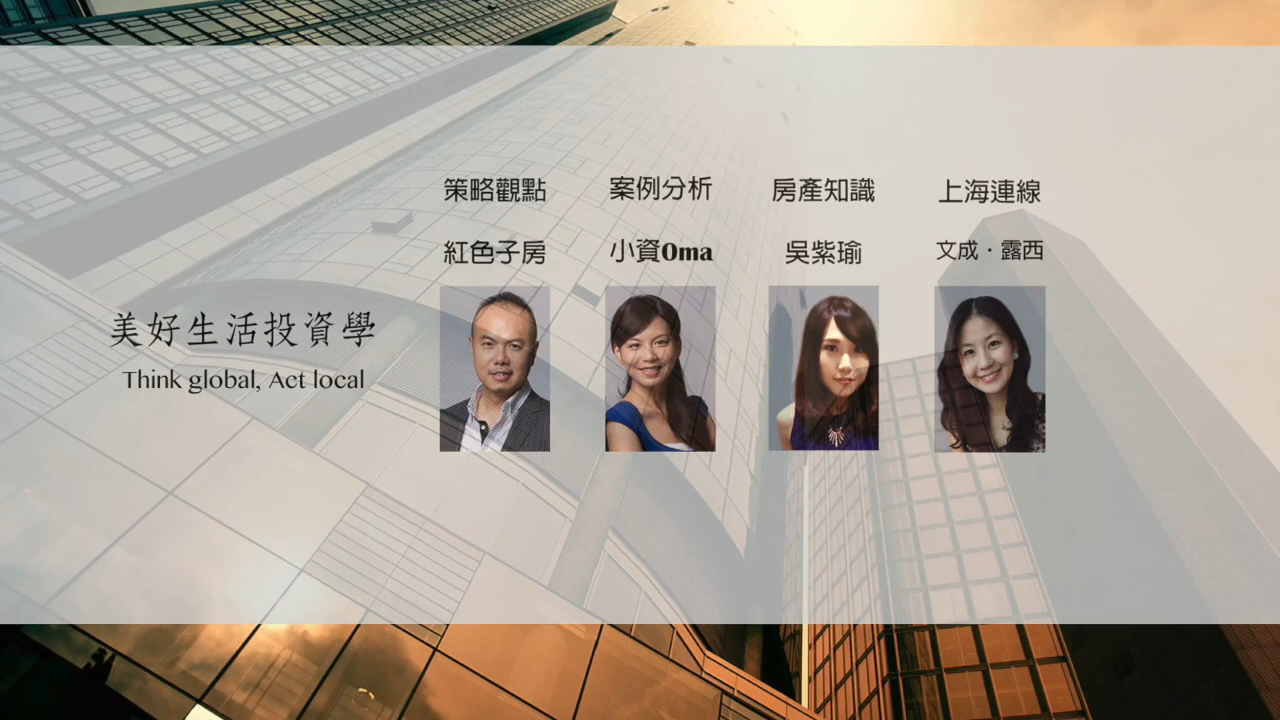 美好生活投資學
Think global, Act local
策略觀點
紅色子房
案例分析
小資Oma
房產知識
吳紫瑜
上海連線
文成·露西